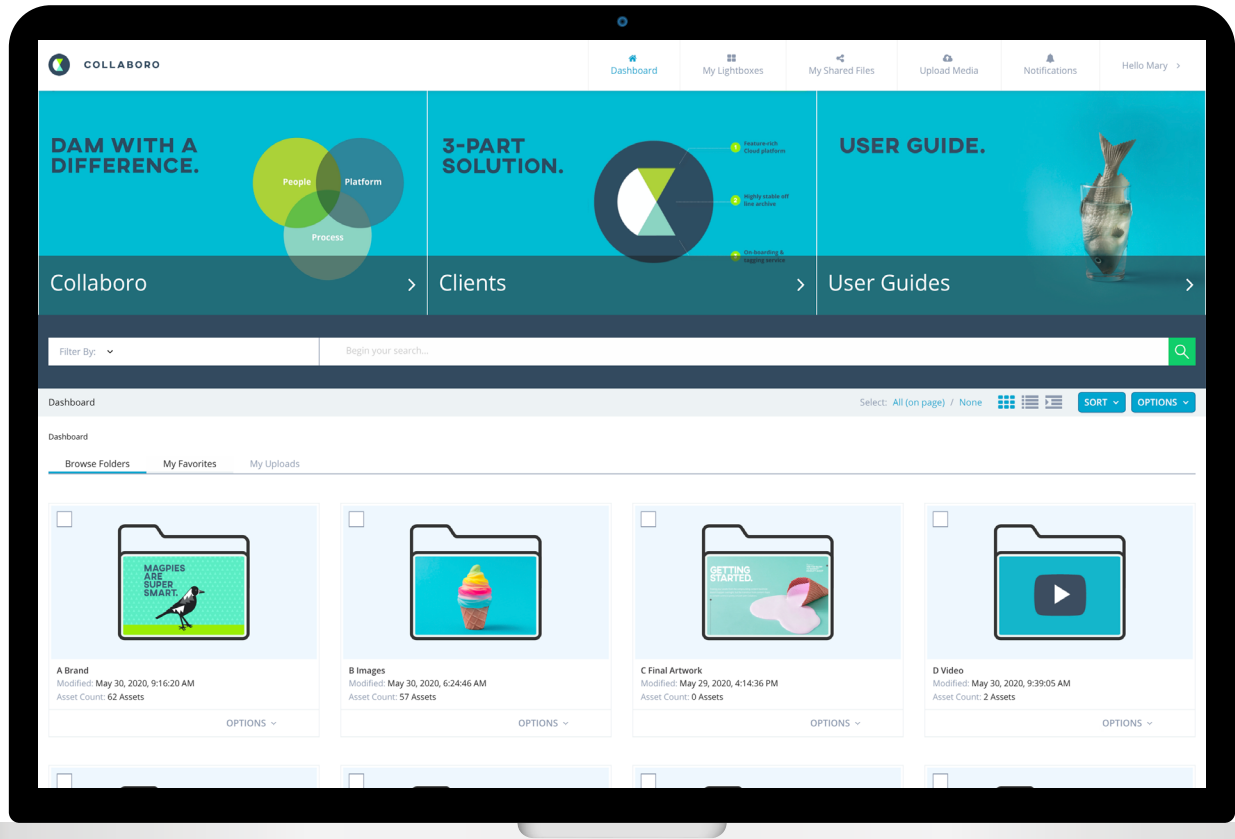 COLLABORO
Dashboard
My Lightboxes
My Shared Files
Upload Media
Notifications
Hello Mary
DAM WITH A
DIFFERENCE.
People
Platform
Process
Collaboro
3-PART
SOLUTION.
1 Feature-rich
Cloud platform
2 Highly stable off
line archive
On-boarding &
tagging service
Clients
USER GUIDE.
User Guides
Filter By:
Begin your search...
Dashboard
Select: All (on page) / None
SORT
OPTIONS
Dashboard
Browse Folders
My Favorites
My Uploads
MAGPIES
ARE
SUPER
SMART.
A Brand
Modified: May 30, 2020, 9:16:20 AM
Asset Count: 62 Assets
OPTIONS
B Images
Modified: May 30, 2020, 6:24:46 AM
Asset Count: 57 Assets
OPTIONS
GETTING
STARTED.
C Final Artwork
Modified: May 29, 2020, 4:14:36 PM
Asset Count: 0 Assets
OPTIONS
D Video
Modified: May 30, 2020, 9:39:05 AM
Asset Count: 2 Assets
OPTIONS